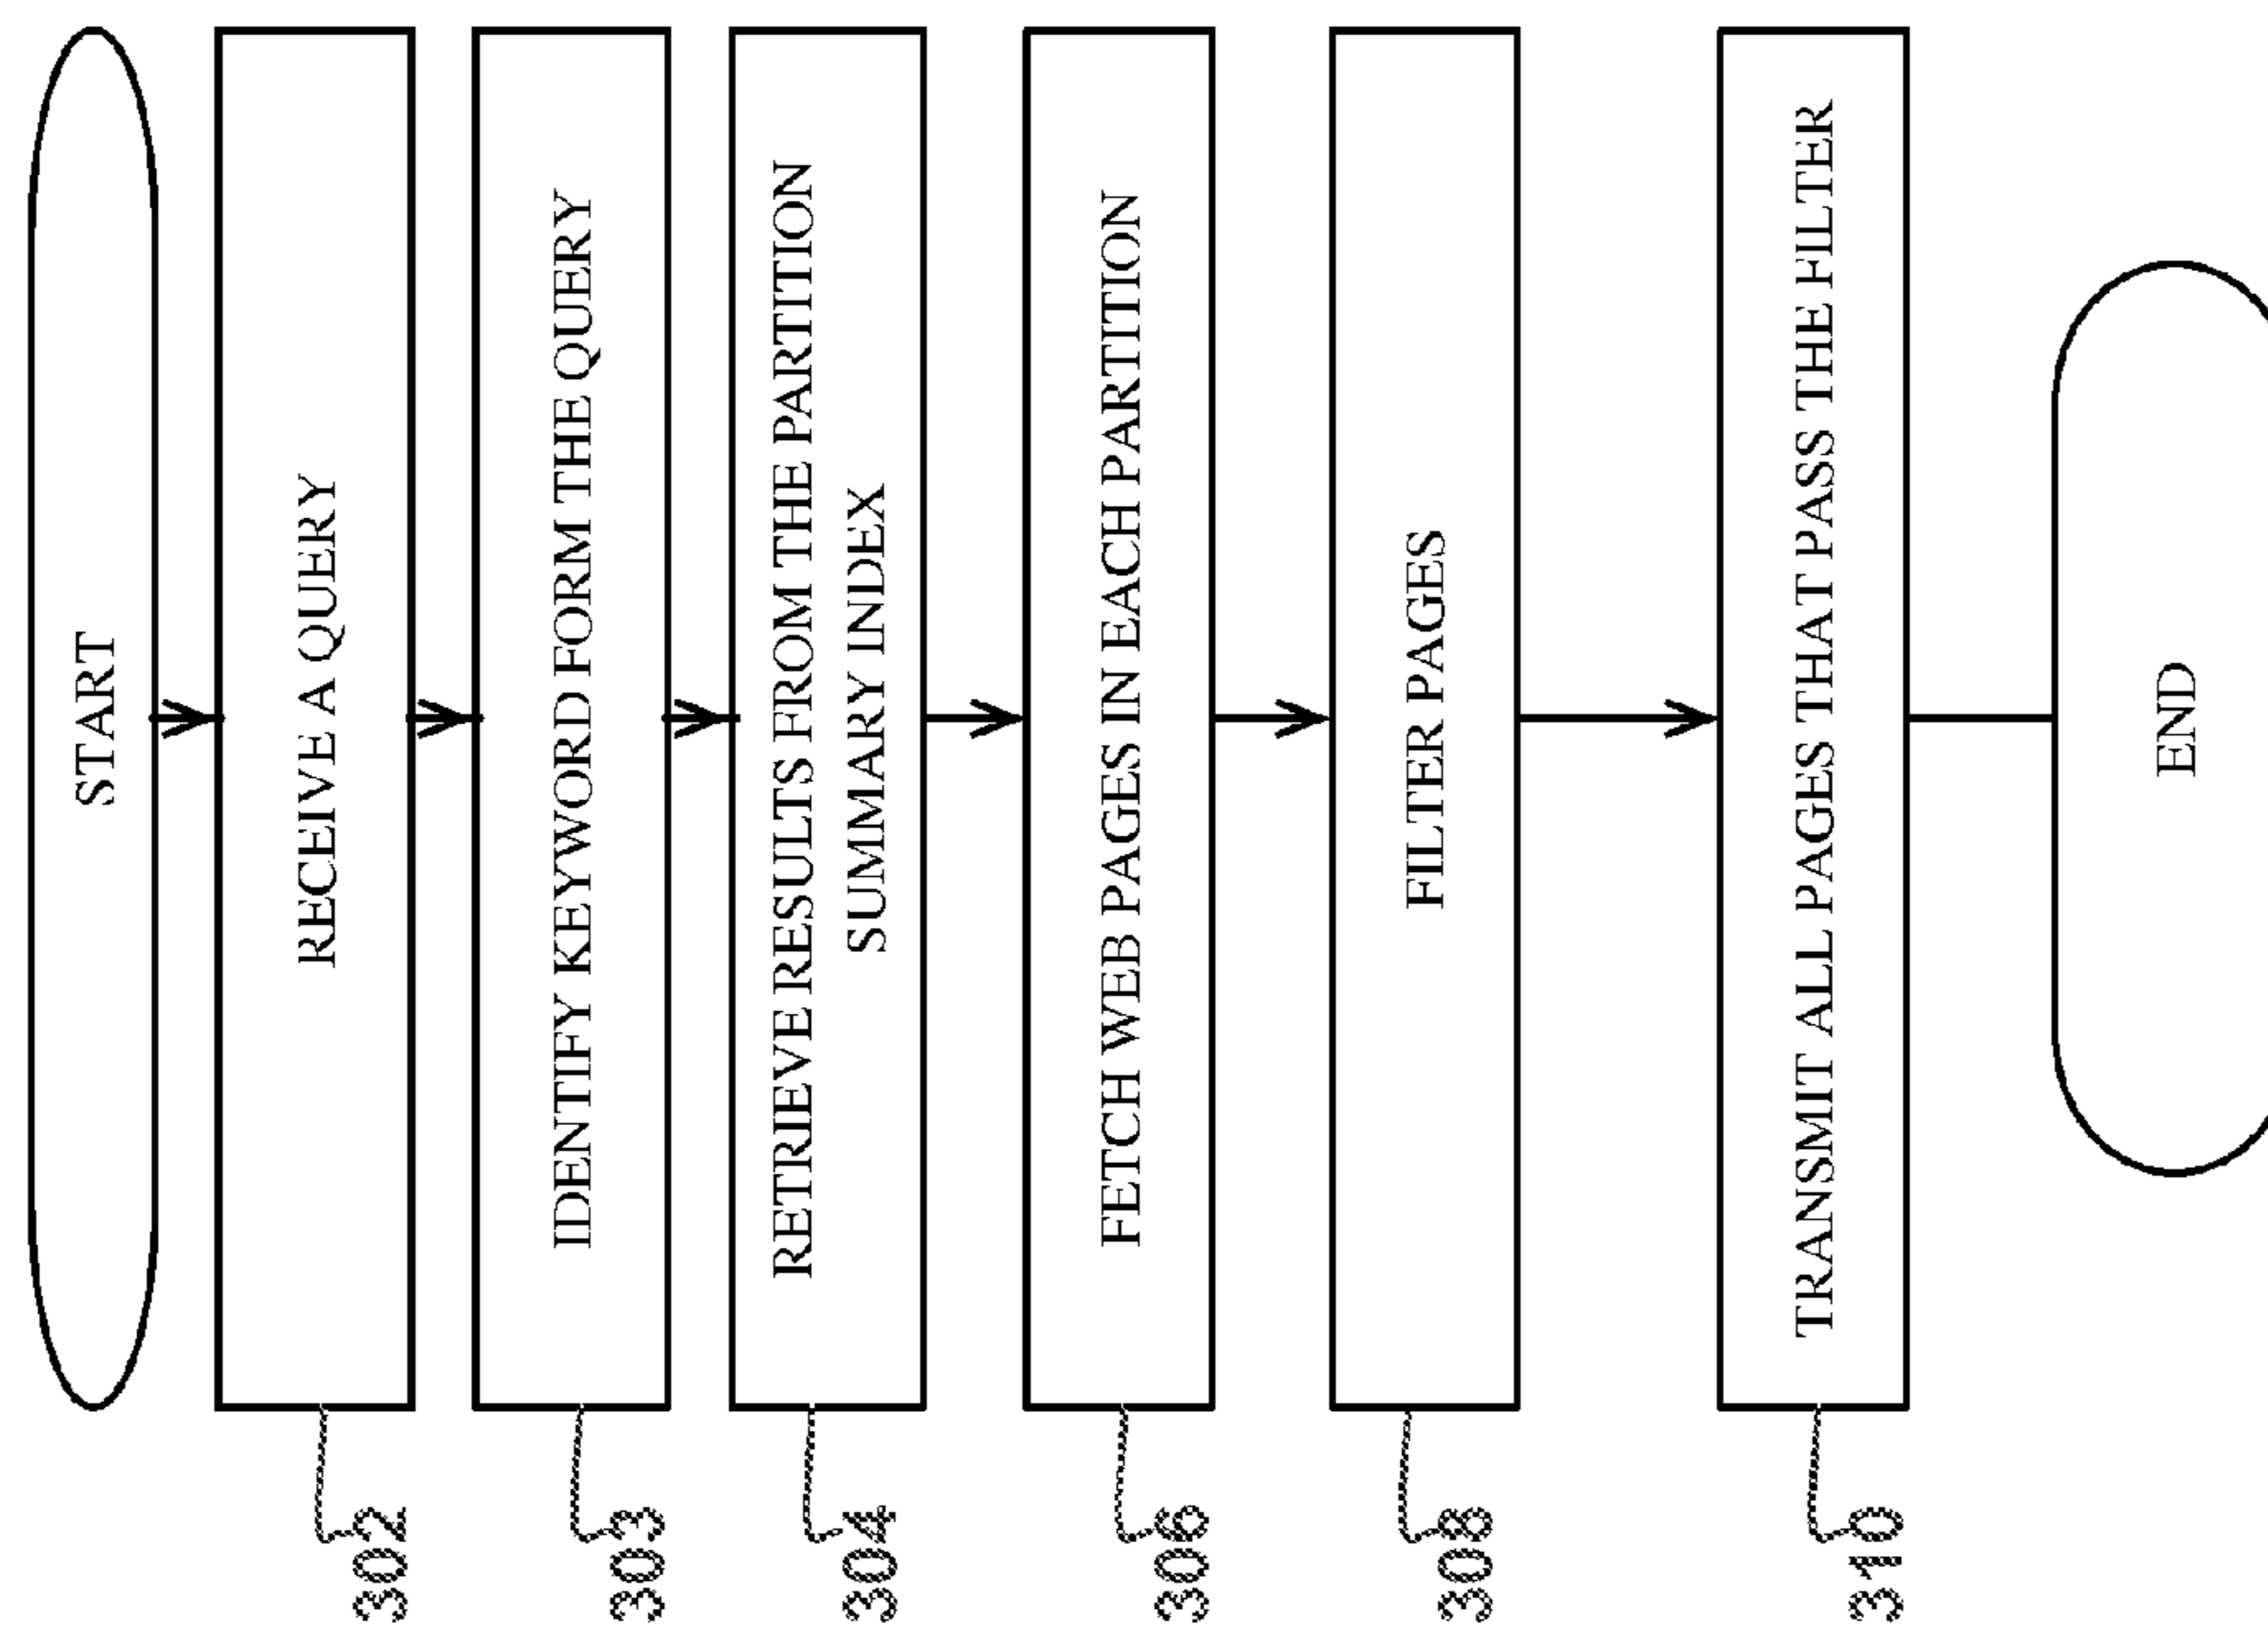 START
RECEIVE A QUERY
302
IDENTIFY KEYWORD FORM THE QUERY
303
RETRIEVE RESULTS FROM THE PARTITION
SUMMARY INDEX
304
FETCH WEB PAGES IN EACH PARTITION
306
FILTER PAGES
308
TRANSMIT ALL PAGES THAT PASS THE FILTER
310
END